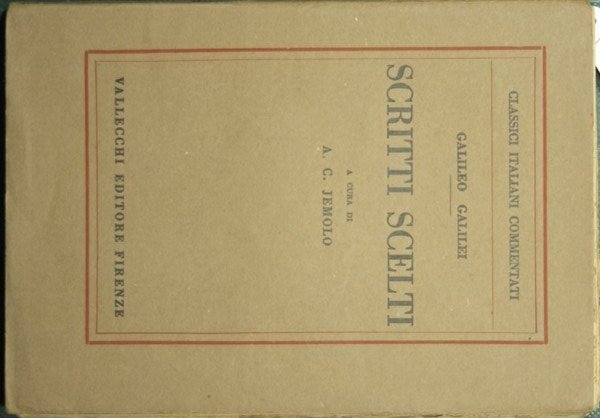 CLASSICI ITALIANI COMMENTATI
GALILEO GALILEI
SCRITTI SCELTI
A CURA DI
A. C. JEMOLO
VALLECCHI EDITORE FIRENZE